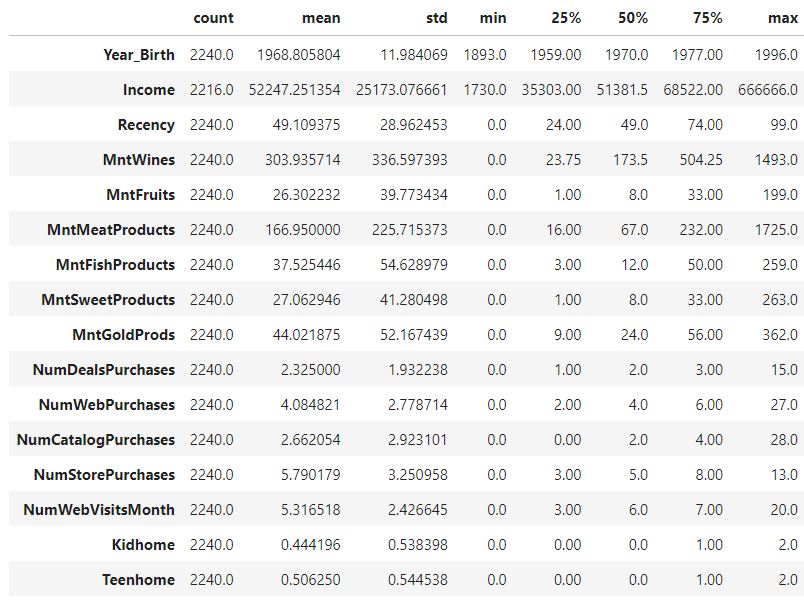 count mean std min 25% 50% 75% max
Year_Birth 2240.0 1968.805804 11.984069 1893.0 1959.00 1970.0 1977.00 1996.0
Income 2216.0 52247.251354 25173.076661 1730.0 35303.00 51381.5 68522.00 666666.0
Recency 2240.0 49.109375 28.962453 0.0 24.00 49.0 74.00 99.0
MntWines 2240.0 303.935714 336.597393 0.0 23.75 173.5 504.25 1493.0
MntFruits 2240.0 26.302232 39.773434 0.0 1.00 8.0 33.00 199.0
MntMeatProducts 2240.0 166.950000 225.715373 0.0 16.00 67.0 232.00 1725.0
MntFishProducts 2240.0 37.525446 54.628979 0.0 3.00 12.0 50.00 259.0
MntSweetProducts 2240.0 27.062946 41.280498 0.0 1.00 8.0 33.00 263.0
MntGoldProds 2240.0 44.021875 52.167439 0.0 9.00 24.0 56.00 362.0
NumDealsPurchases 2240.0 2.325000 1.932238 0.0 1.00 2.0 3.00 15.0
NumWebPurchases 2240.0 4.084821 2.778714 0.0 2.00 4.0 6.00 27.0
NumCatalogPurchases 2240.0 2.662054 2.923101 0.0 0.00 2.0 4.00 28.0
NumStorePurchases 2240.0 5.790179 3.250958 0.0 3.00 5.0 8.00 13.0
NumWebVisitsMonth 2240.0 5.316518 2.426645 0.0 3.00 6.0 7.00 20.0
Kidhome 2240.0 0.444196 0.538398 0.0 0.00 0.0 1.00 2.0
Teenhome 2240.0 0.506250 0.544538 0.0 0.00 0.0 1.00 2.0